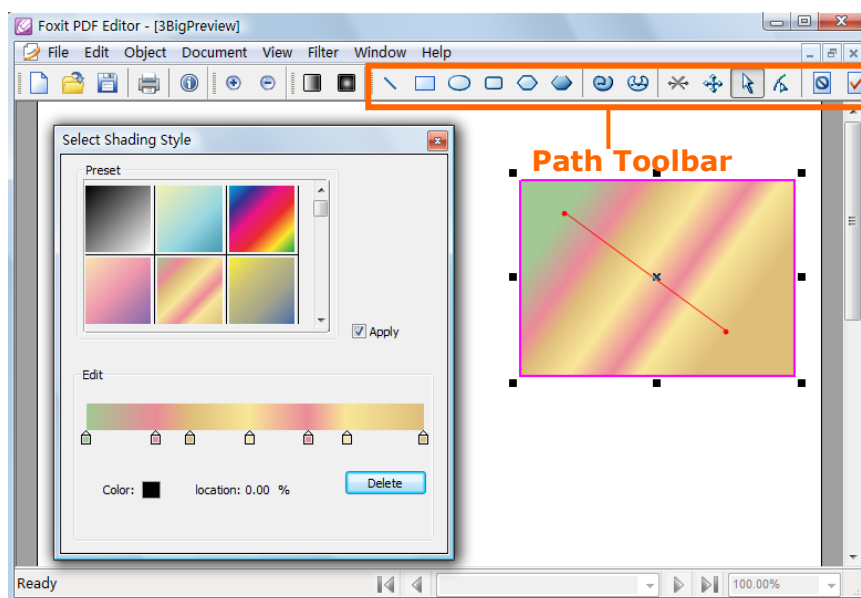 Foxit PDF Editor - [3BigPreview]
File Edit Object Document View Filter Window Help
Path Toolbar
Select Shading Style
Preset
Apply
Edit
Color: location: 0.00 %
Delete
Ready
100.00%